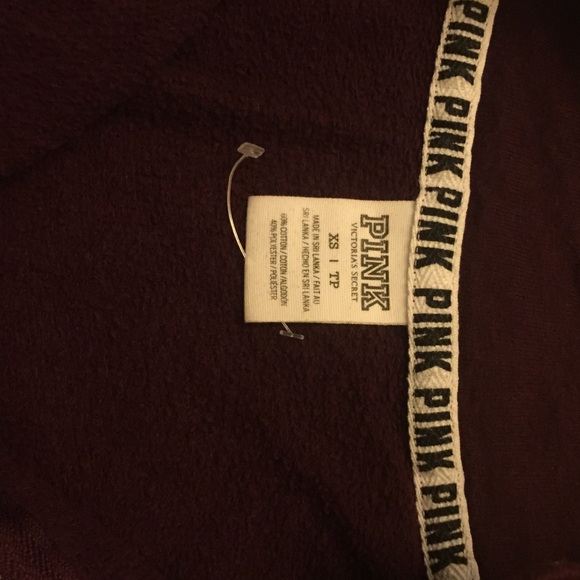 PINK PINK PINK PINK PINK PINK
PINK
VICTORIA'S SECRET
XS | TP
MADE IN SRI LANKA / FAIT AU
SRI LANKA / HECHO EN SRI LANKA
60% COTTON / COTON / ALGODÓN
40% POLYESTER / POLIÉSTER